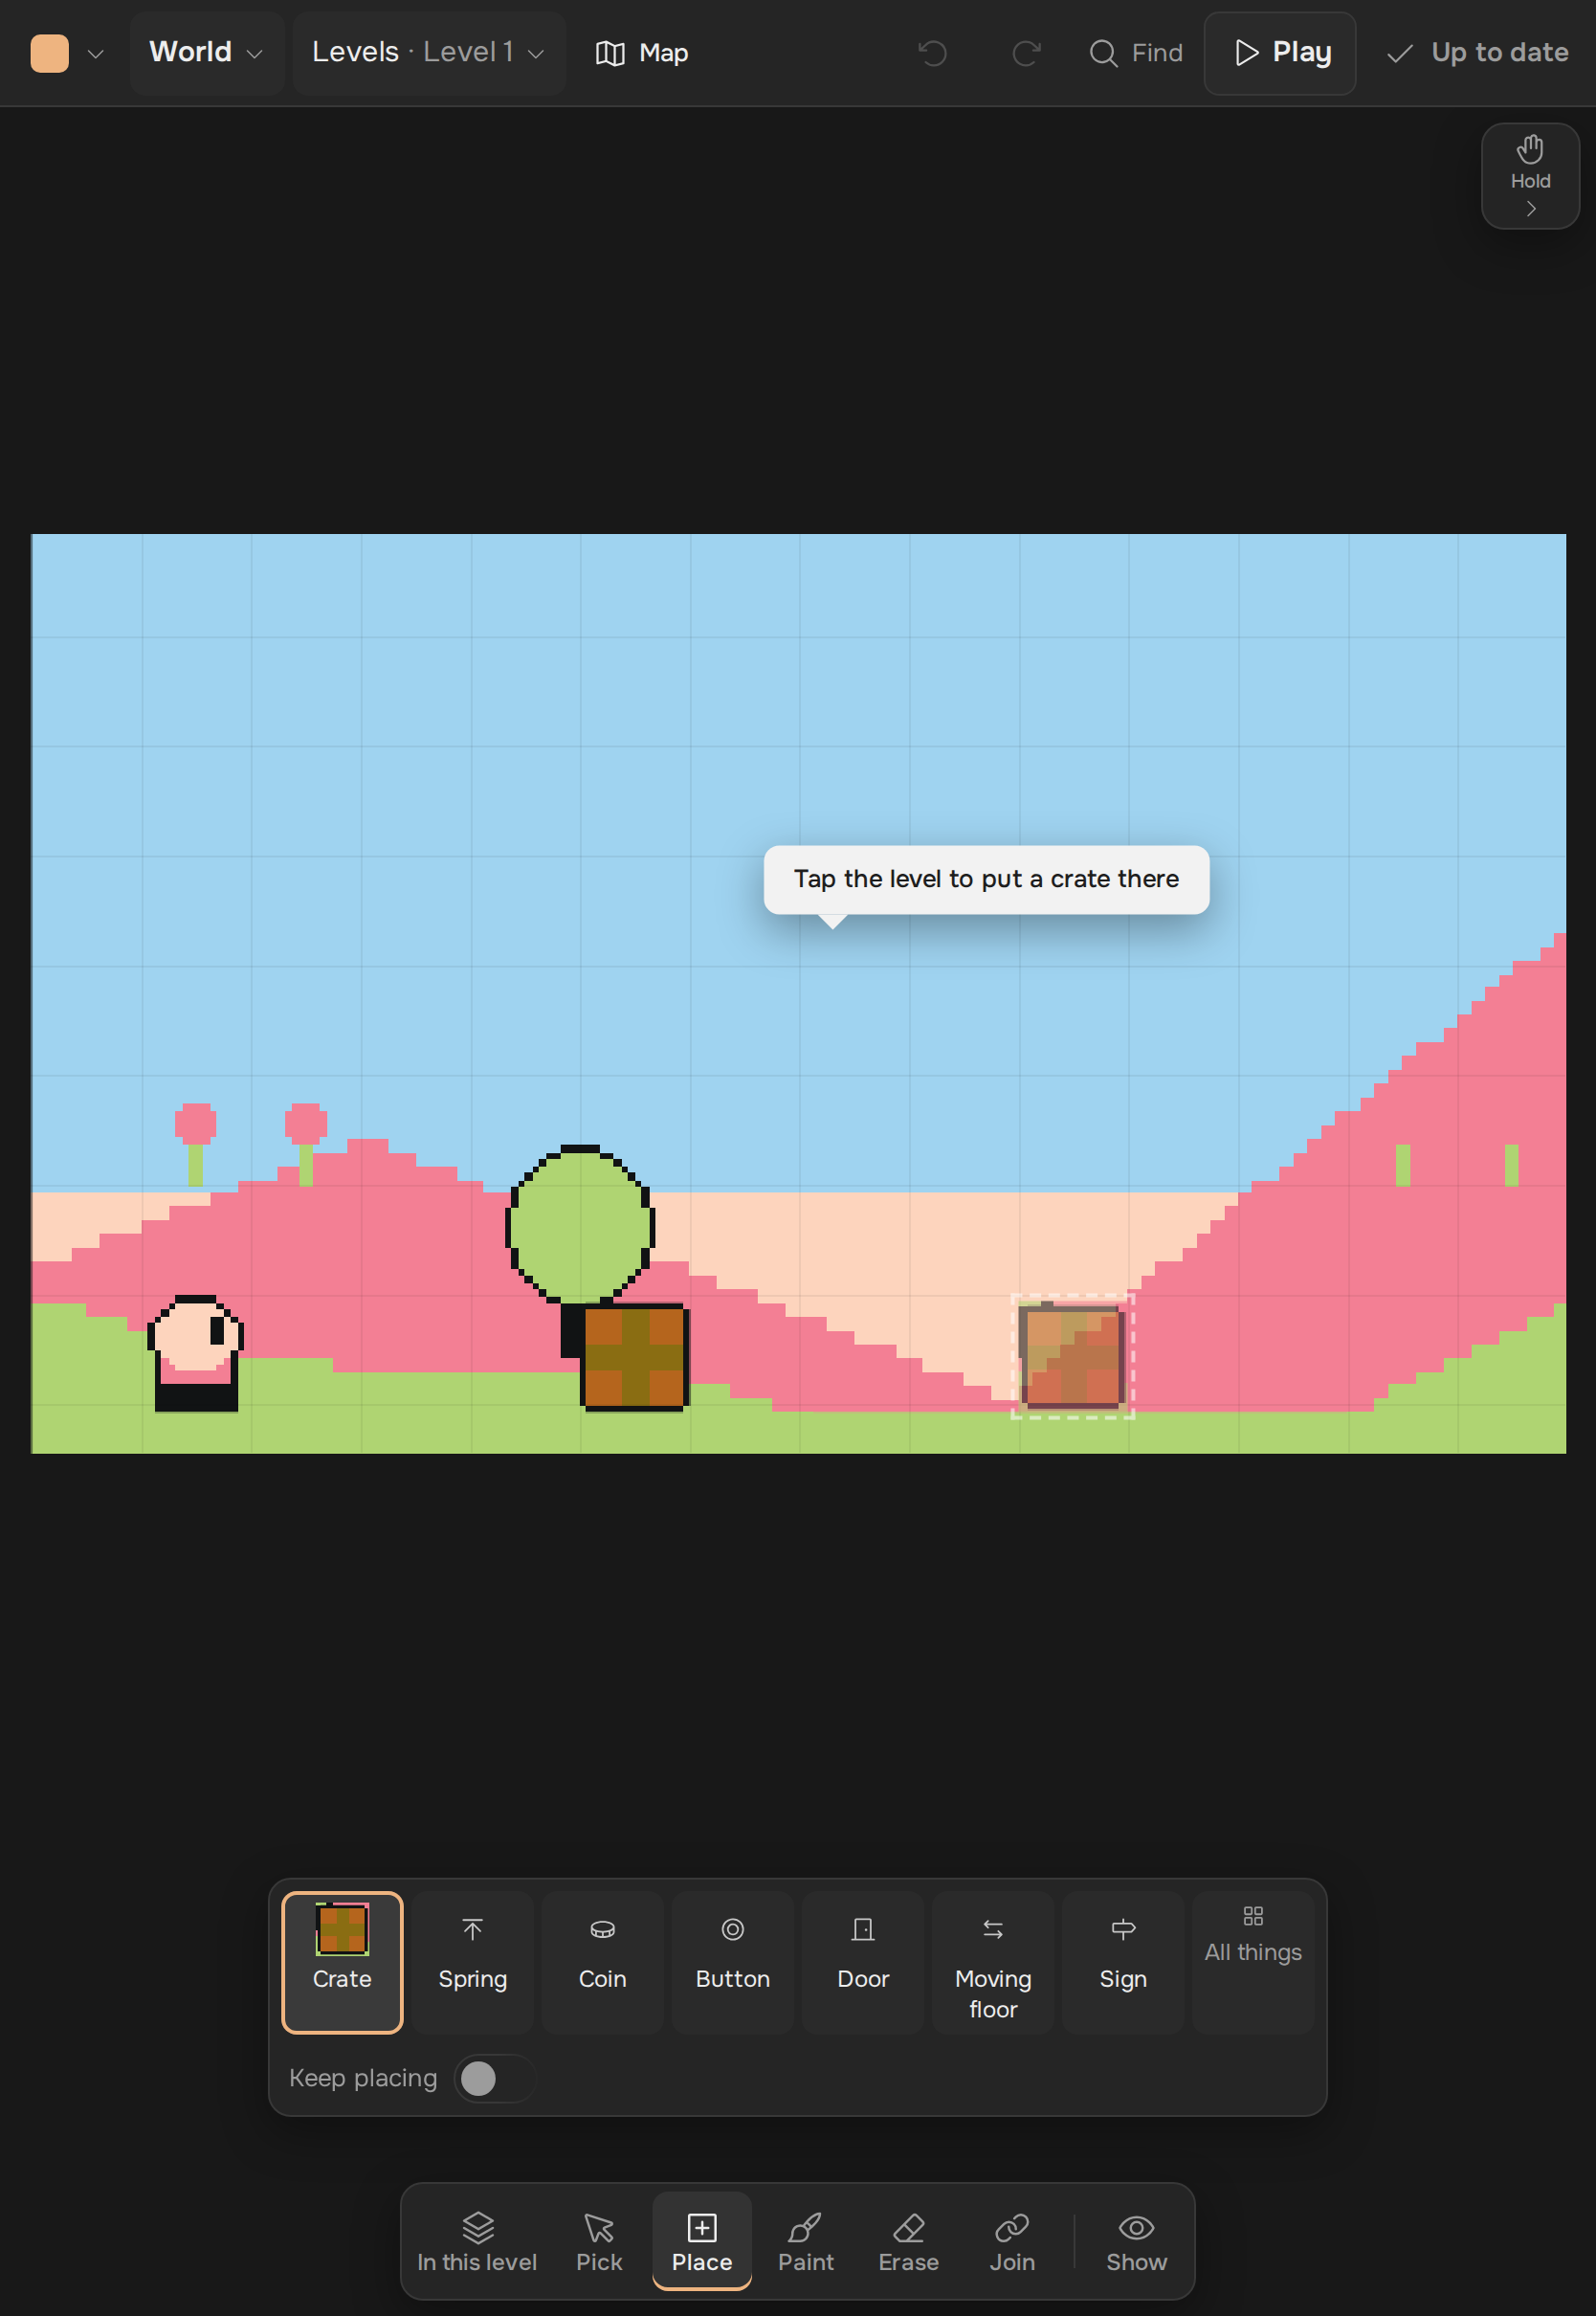 World
Levels · Level 1
Map
Find
Play
Up to date
Hold
Tap the level to put a crate there
Crate
Spring
Coin
Button
Door
Moving
floor
Sign
All things
Keep placing
In this level
Pick
Place
Paint
Erase
Join
Show